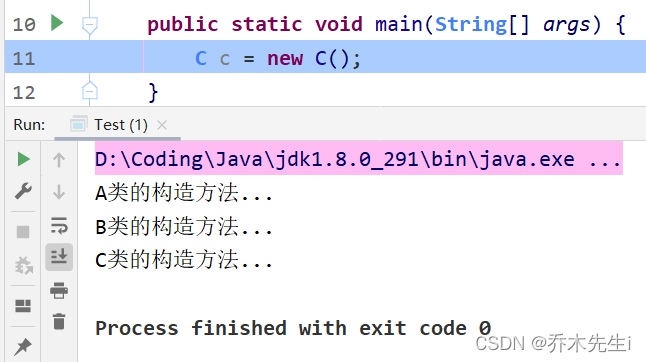 10 public static void main(String[] args) {
11 C c = new C();
12 }
Run: Test (1) ×
D:\Coding\Java\jdk1.8.0_291\bin\java.exe ...
A类的构造方法...
B类的构造方法...
C类的构造方法...
Process finished with exit code 0
CSDN @乔木先生i